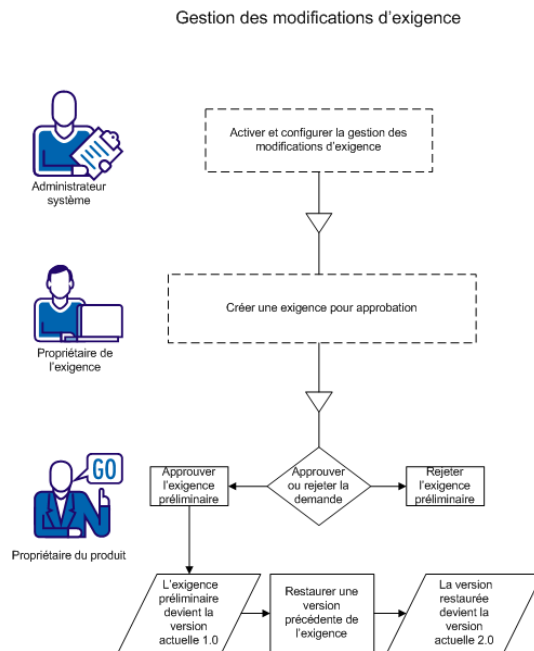 Gestion des modifications d'exigence
Activer et configurer la gestion des
modifications d'exigence
Administrateur
système
Créer une exigence pour approbation
Propriétaire de
l'exigence
GO
Propriétaire du produit
Approuver
l'exigence
préliminaire
Approuver
ou rejeter la
demande
Rejeter
l'exigence
préliminaire
L'exigence
préliminaire
devient la
version
actuelle 1.0
Restaurer une
version
précédente de
l'exigence
La version
restaurée
devient la
version
actuelle 2.0